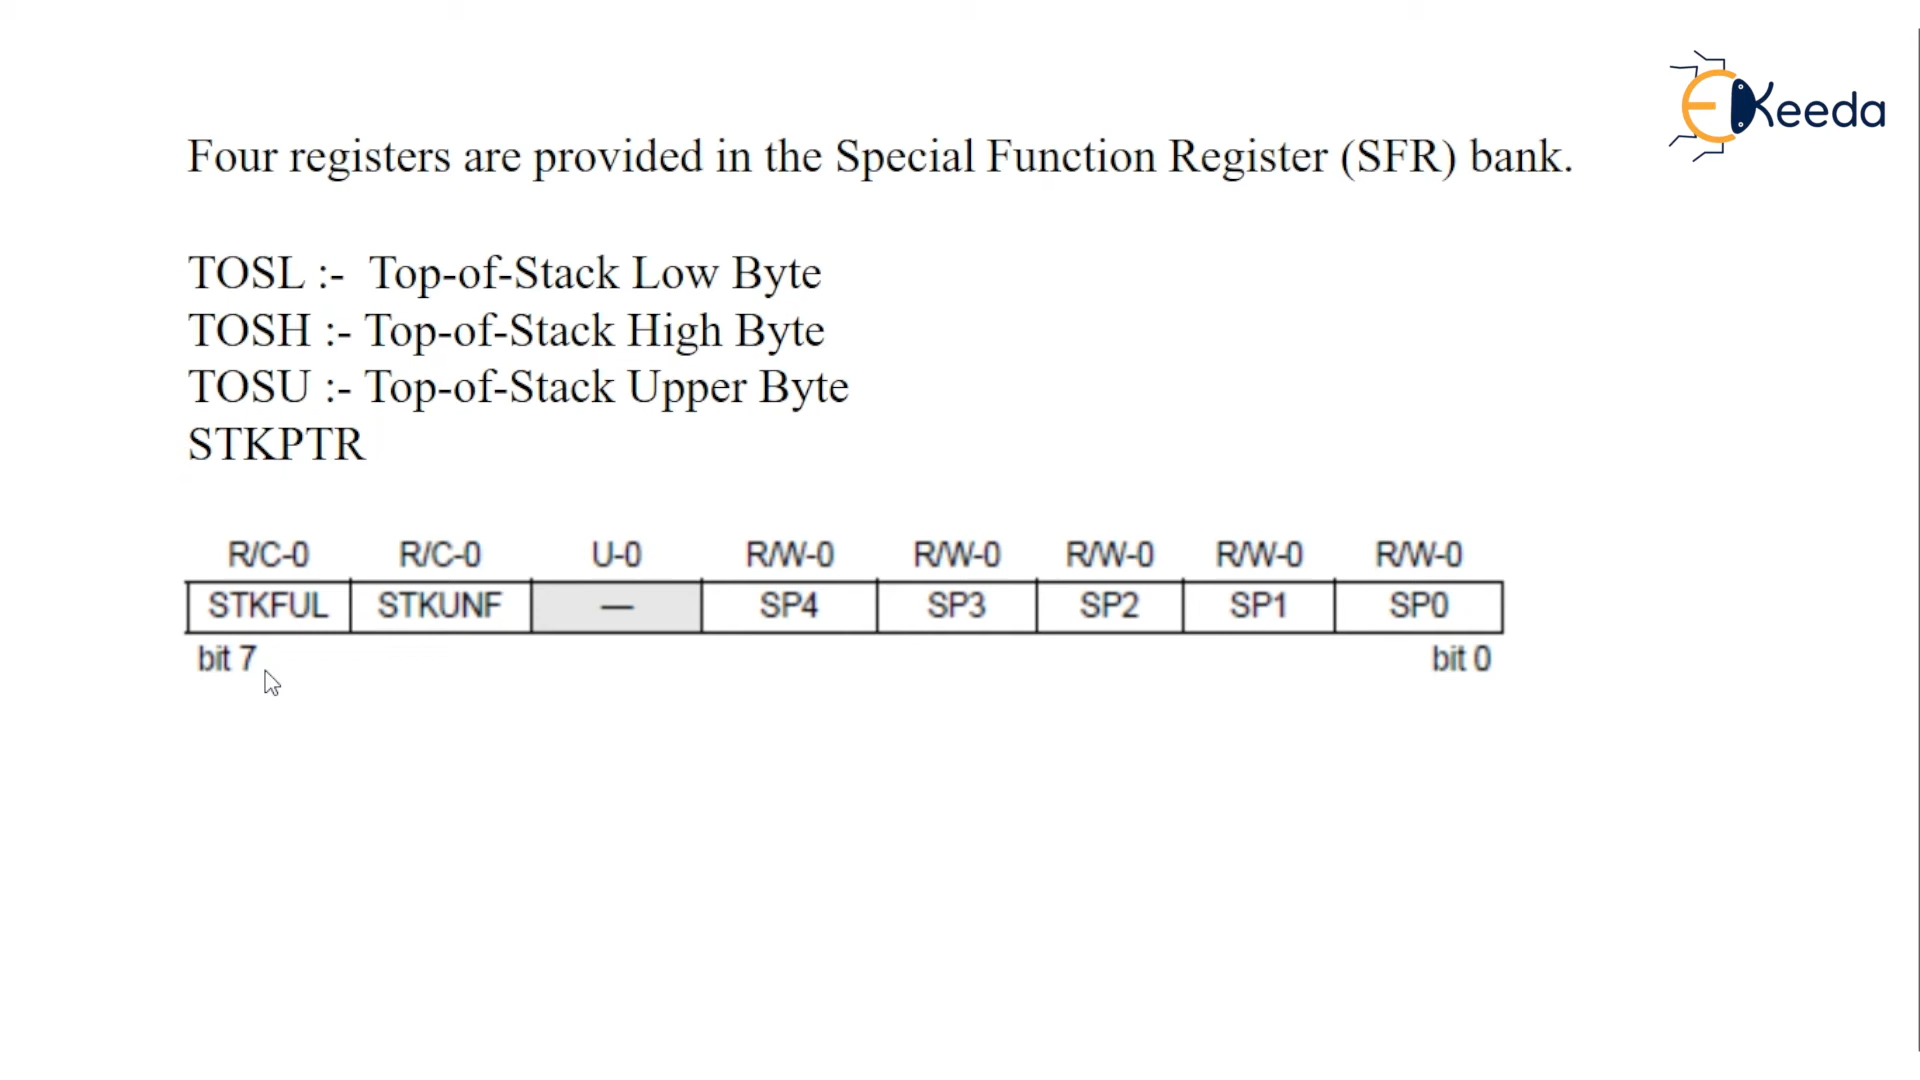 EKeeda
Four registers are provided in the Special Function Register (SFR) bank.
TOSL :- Top-of-Stack Low Byte
TOSH :- Top-of-Stack High Byte
TOSU :- Top-of-Stack Upper Byte
STKPTR
R/C-0 R/C-0 U-0 R/W-0 R/W-0 R/W-0 R/W-0 R/W-0
STKFUL STKUNF — SP4 SP3 SP2 SP1 SP0
bit 7 bit 0